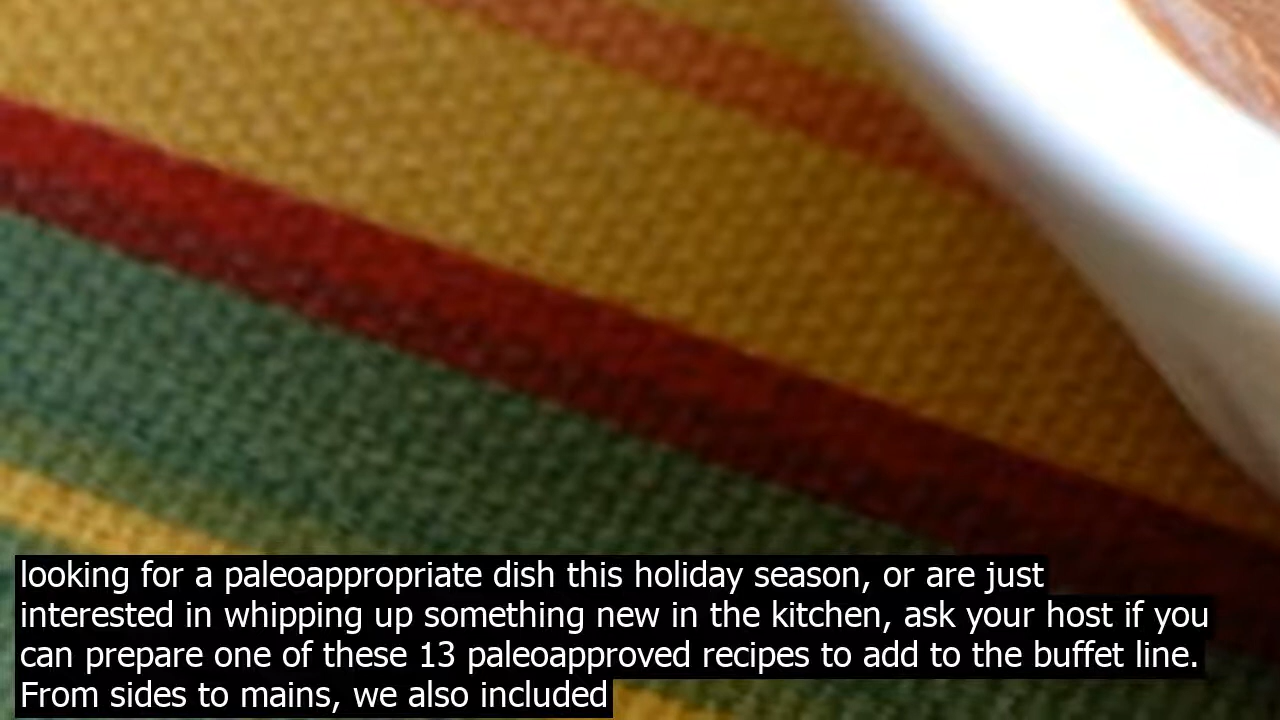 looking for a paleoappropriate dish this holiday season, or are just
interested in whipping up something new in the kitchen, ask your host if you
can prepare one of these 13 paleoapproved recipes to add to the buffet line.
From sides to mains, we also included